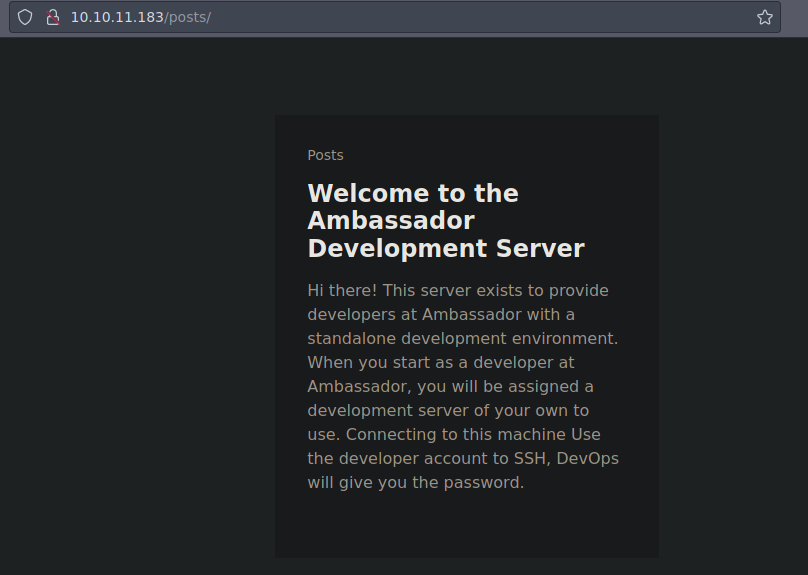 10.10.11.183/posts/
Posts
Welcome to the
Ambassador
Development Server
Hi there! This server exists to provide
developers at Ambassador with a
standalone development environment.
When you start as a developer at
Ambassador, you will be assigned a
development server of your own to
use. Connecting to this machine Use
the developer account to SSH, DevOps
will give you the password.